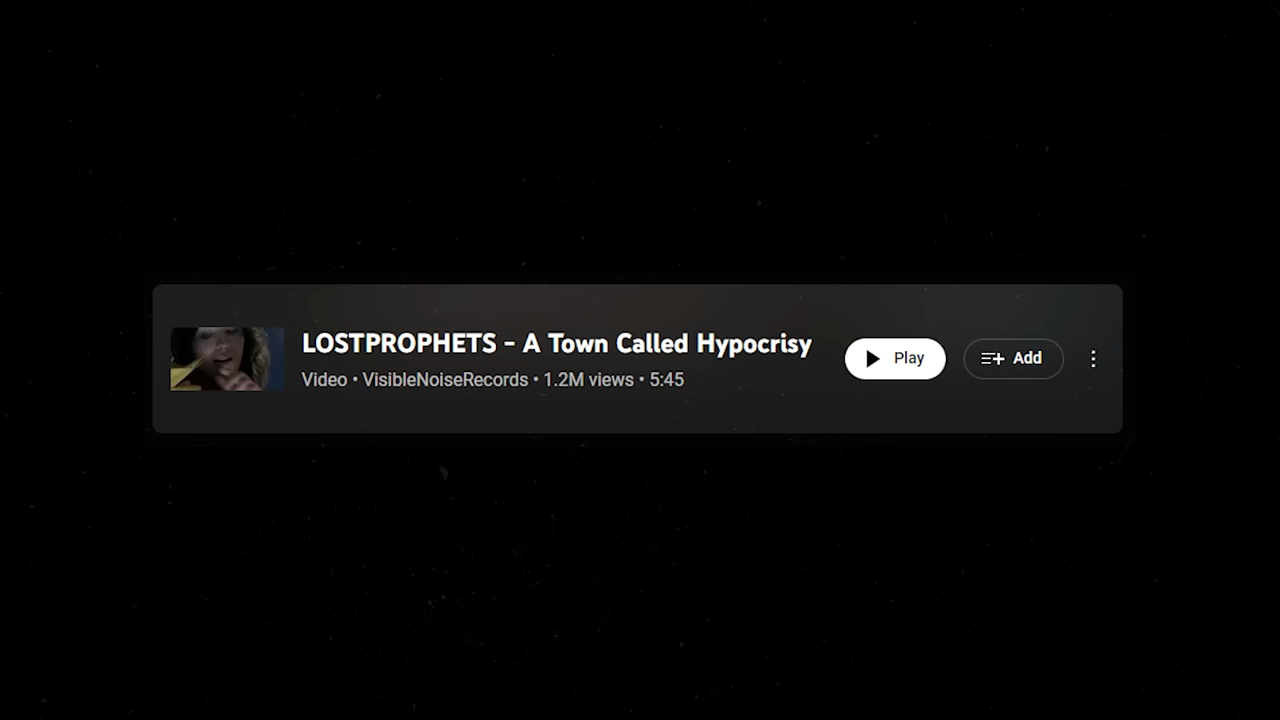 LOSTPROPHETS - A Town Called Hypocrisy
Video • VisibleNoiseRecords • 1.2M views • 5:45
Play
Add